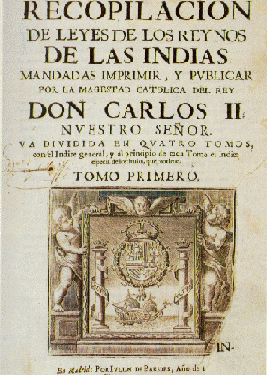 RECOPILACION
DE LEYES DE LOS REYNOS
DE LAS INDIAS
MANDADAS IMPRIMIR, Y PVBLICAR
POR LA MAGESTAD CATOLICA DEL REY
DON CARLOS II.
NVESTRO SEÑOR.
VA DIVIDIDA EN QVATRO TOMOS,
con el Indice general, y al principio de cada Tomo el Indice
TOMO PRIMERO.
IN
En Madrid: POR IVLIAN DE PAREDES, Año de 1